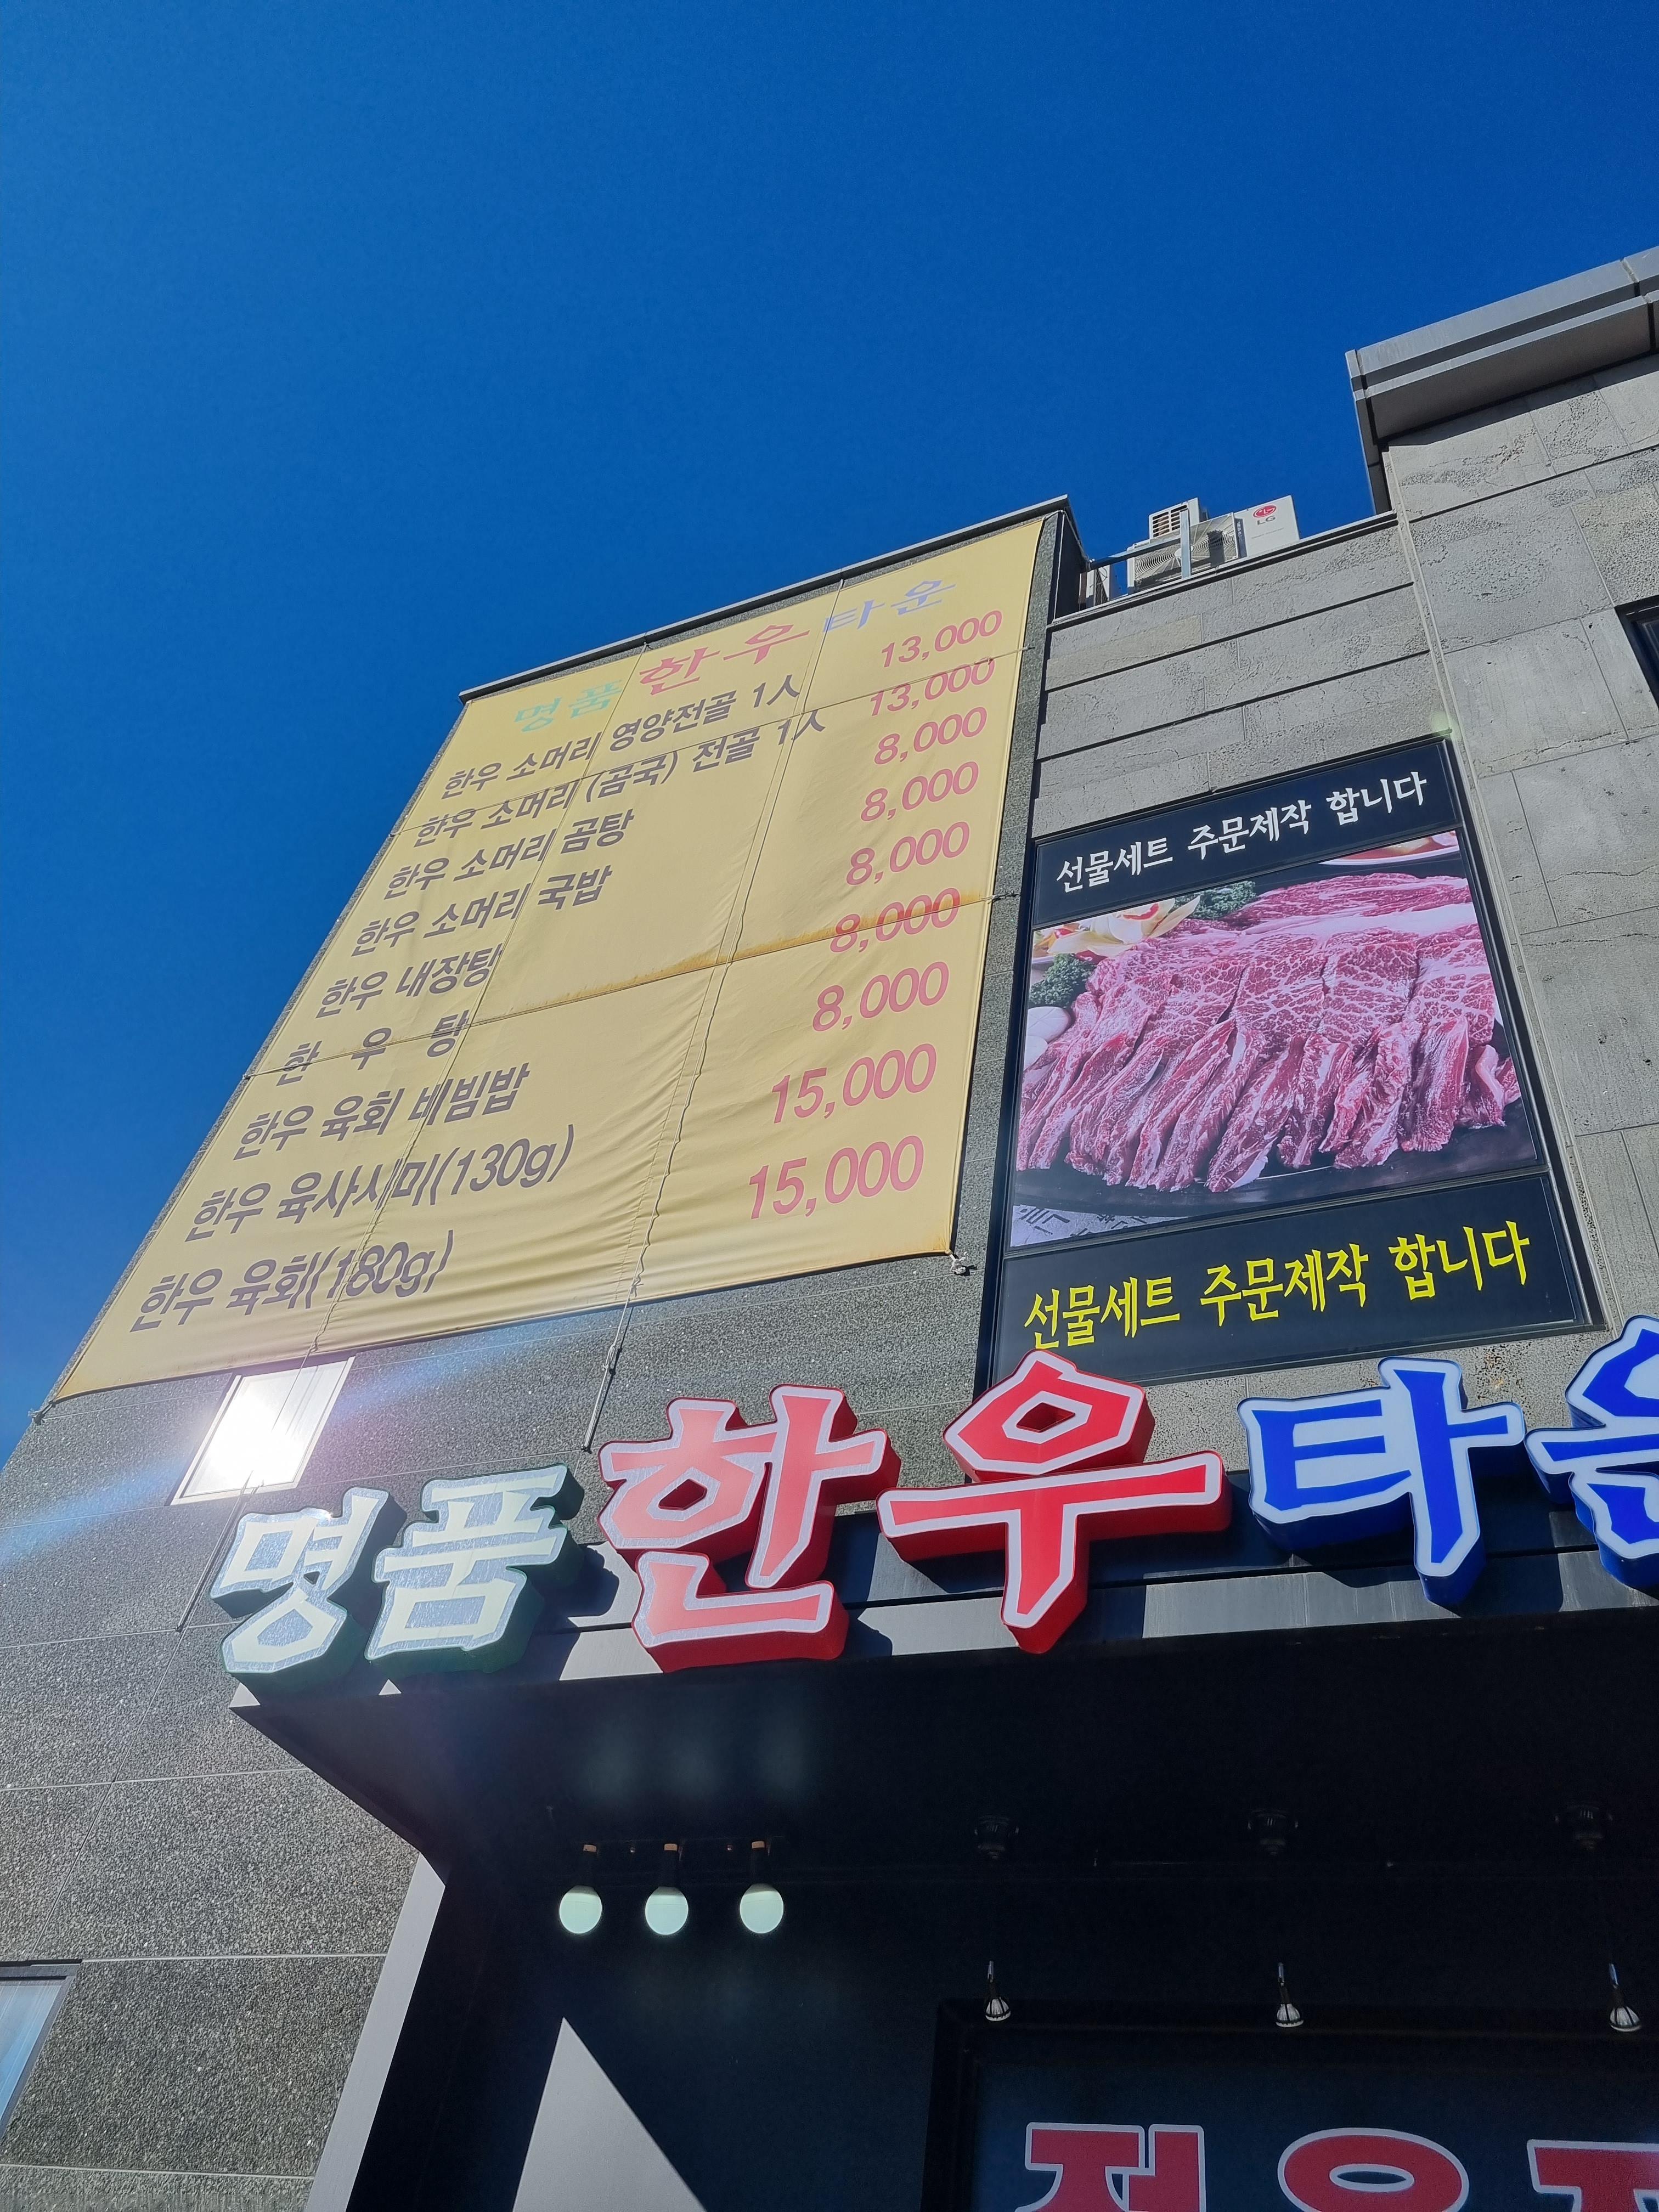 명품 한우 타운
한우 소머리 영양전골 1人 13,000
한우 소머리 (곰국) 전골 1人 13,000
한우 소머리 곰탕 8,000
한우 소머리 국밥 8,000
한우 내장탕 8,000
한 우 탕 8,000
한우 육회 비빔밥 8,000
한우 육사시미(130g) 15,000
한우 육회(180g) 15,000
LG
선물세트 주문제작 합니다
선물세트 주문제작 합니다
명품한우타운